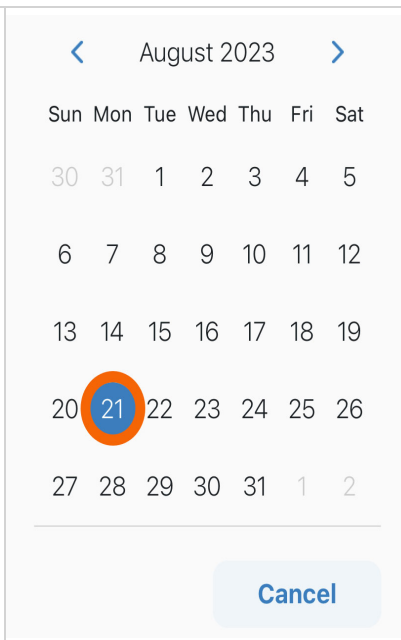 August 2023
Sun Mon Tue Wed Thu Fri Sat
30 31 1 2 3 4 5
6 7 8 9 10 11 12
13 14 15 16 17 18 19
20 21 22 23 24 25 26
27 28 29 30 31 1 2
Cancel